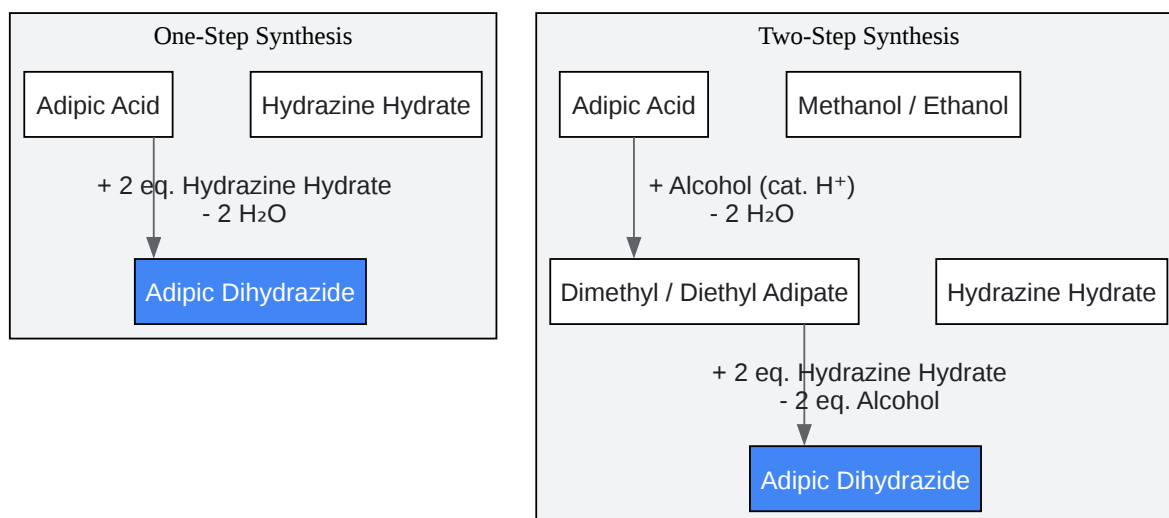 One-Step Synthesis
Adipic Acid
Hydrazine Hydrate
+ 2 eq. Hydrazine Hydrate
- 2 H₂O
Adipic Dihydrazide
Two-Step Synthesis
Adipic Acid
Methanol / Ethanol
+ Alcohol (cat. H⁺)
- 2 H₂O
Dimethyl / Diethyl Adipate
Hydrazine Hydrate
+ 2 eq. Hydrazine Hydrate
- 2 eq. Alcohol
Adipic Dihydrazide